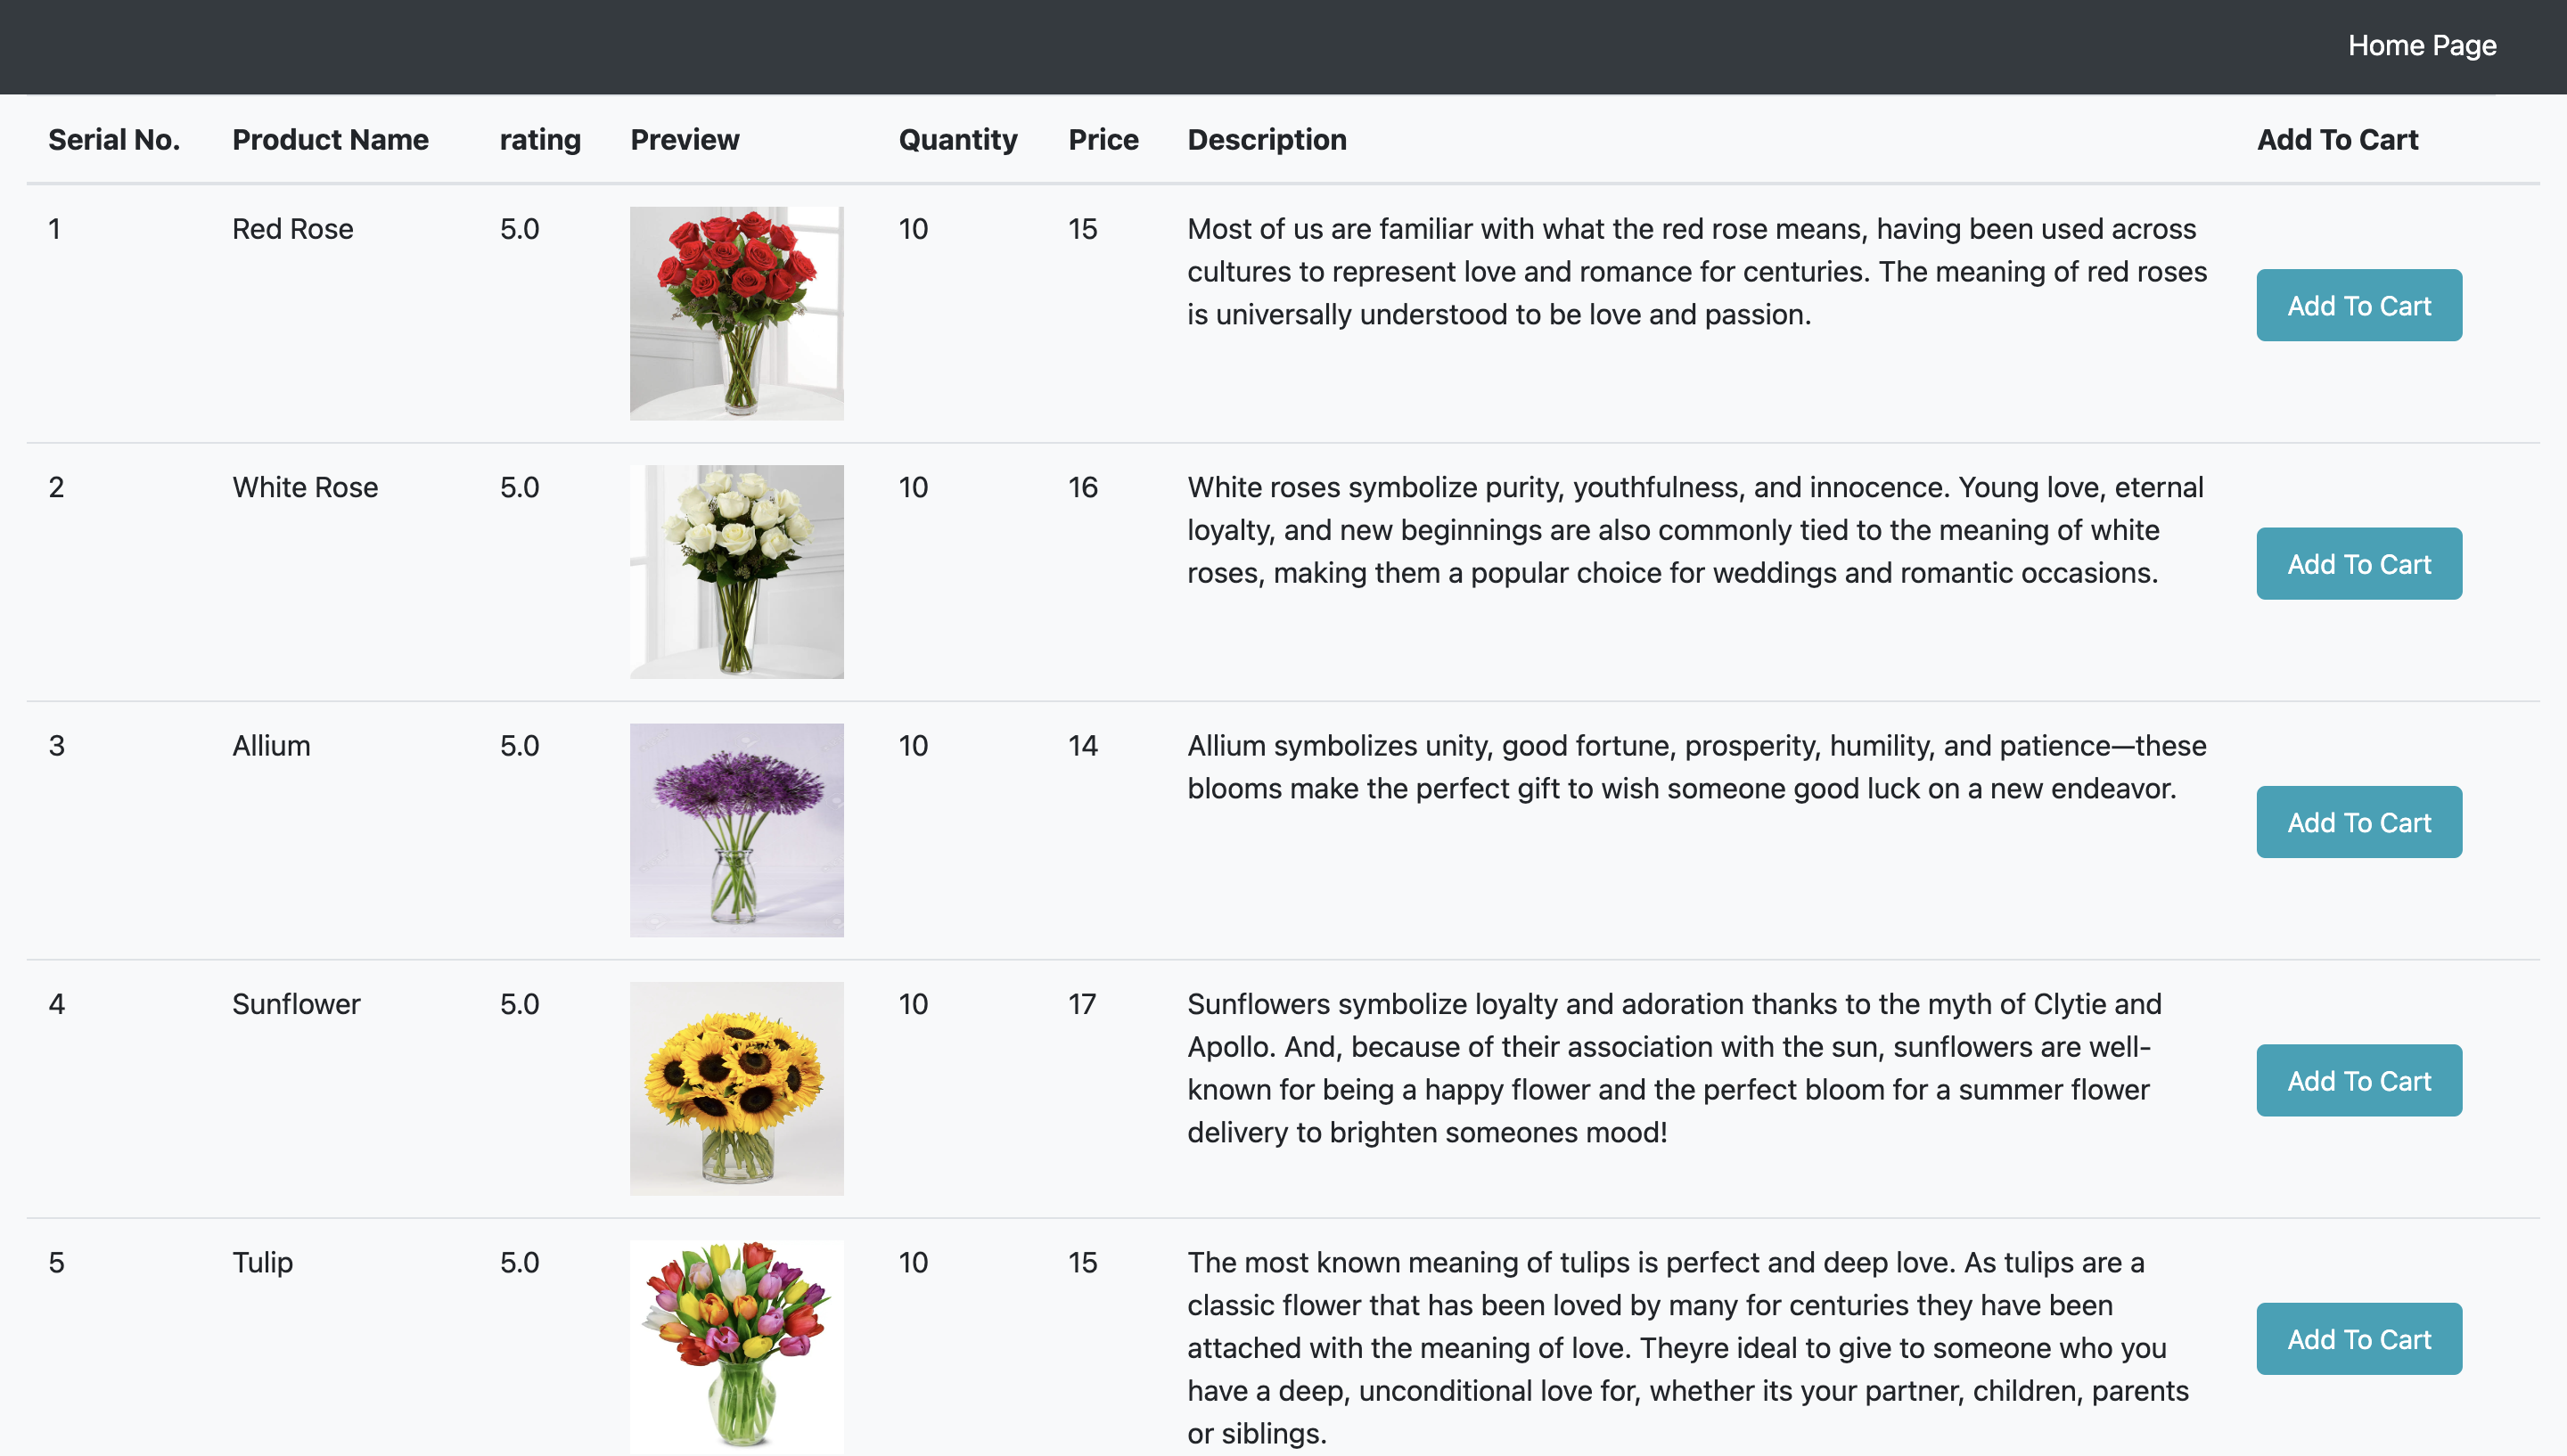 Home Page
Serial No. Product Name rating Preview Quantity Price Description Add To Cart
1 Red Rose 5.0 10 15 Most of us are familiar with what the red rose means, having been used across
cultures to represent love and romance for centuries. The meaning of red roses
is universally understood to be love and passion.
Add To Cart
2 White Rose 5.0 10 16 White roses symbolize purity, youthfulness, and innocence. Young love, eternal
loyalty, and new beginnings are also commonly tied to the meaning of white
roses, making them a popular choice for weddings and romantic occasions.
Add To Cart
3 Allium 5.0 10 14 Allium symbolizes unity, good fortune, prosperity, humility, and patience—these
blooms make the perfect gift to wish someone good luck on a new endeavor.
Add To Cart
4 Sunflower 5.0 10 17 Sunflowers symbolize loyalty and adoration thanks to the myth of Clytie and
Apollo. And, because of their association with the sun, sunflowers are well-
known for being a happy flower and the perfect bloom for a summer flower
delivery to brighten someones mood!
Add To Cart
5 Tulip 5.0 10 15 The most known meaning of tulips is perfect and deep love. As tulips are a
classic flower that has been loved by many for centuries they have been
attached with the meaning of love. Theyre ideal to give to someone who you
have a deep, unconditional love for, whether its your partner, children, parents
or siblings.
Add To Cart